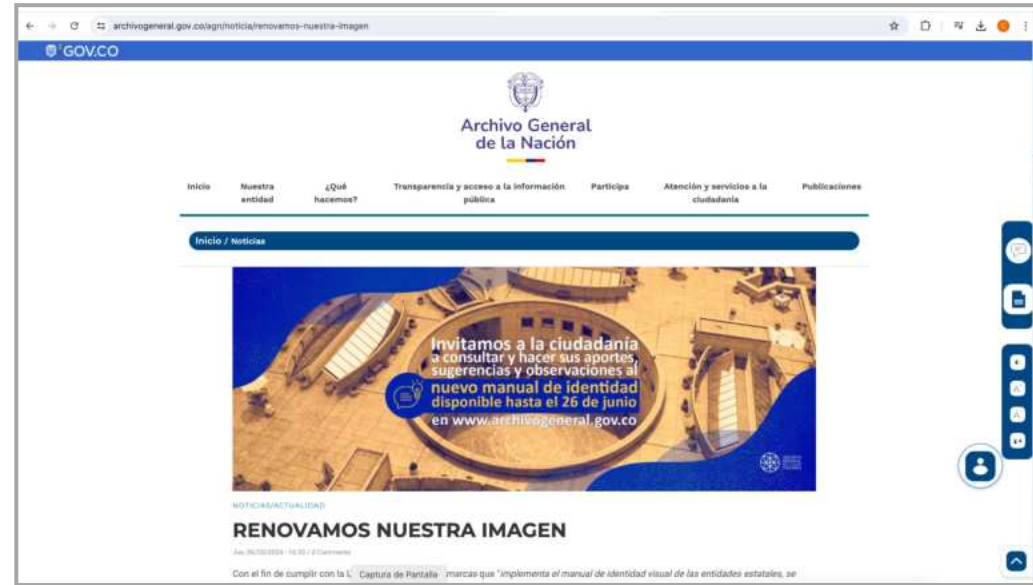 archivogeneral.gov.co/agn/noticia/renovamos-nuestra-imagen
GOV.CO
Archivo General
de la Nación
Inicio
Nuestra
entidad
¿Qué
hacemos?
Transparencia y acceso a la información
pública
Participa
Atención y servicios a la
ciudadanía
Publicaciones
Inicio / Noticias
Invitamos a la ciudadanía
a consultar y hacer sus aportes,
sugerencias y observaciones al
nuevo manual de identidad
disponible hasta el 26 de junio
en www.archivogeneral.gov.co
NOTICIAS/ACTUALIDAD
RENOVAMOS NUESTRA IMAGEN
Con el fin de cumplir con la L Captura de Pantalla marcas que "implementa el manual de identidad visual de las entidades estatales, se